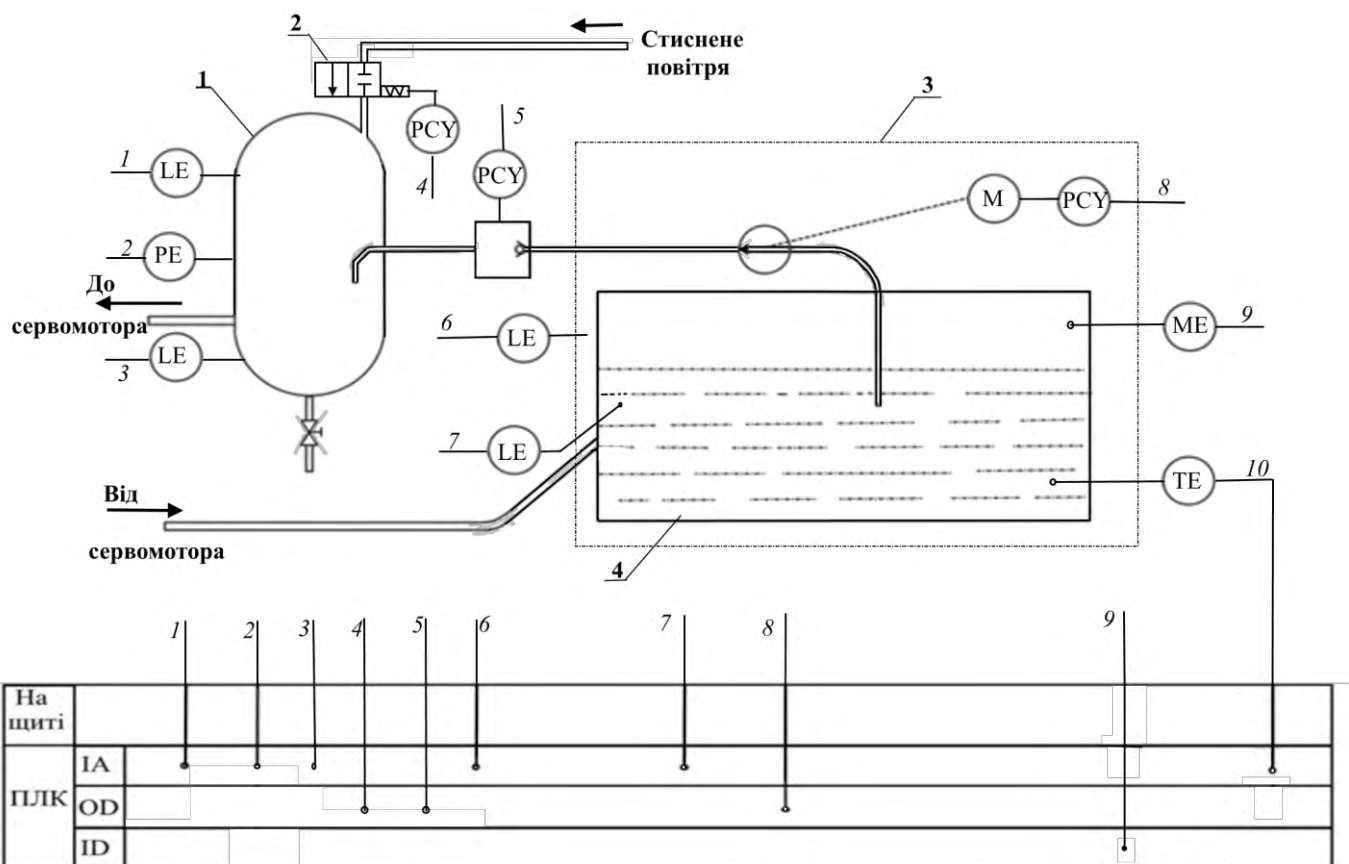 2
Стиснене
повітря
1
3
PCY
5
1
LE
4
PCY
M
PCY
8
2
PE
До
сервомотора
6
LE
ME
9
3
LE
7
LE
TE
10
Від
сервомотора
4
1
2
3
4
5
6
7
8
9
На
щиті
ПЛК
IA
OD
ID